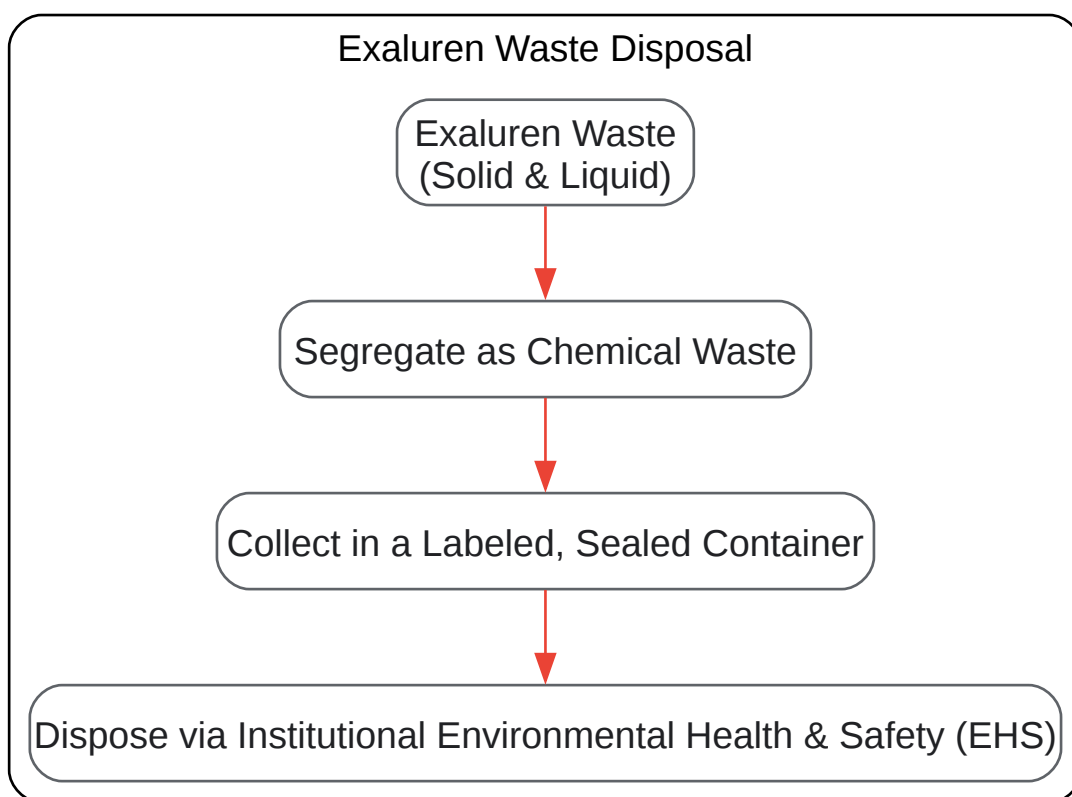 Exaluren Waste Disposal
Exaluren Waste
(Solid & Liquid)
Segregate as Chemical Waste
Collect in a Labeled, Sealed Container
Dispose via Institutional Environmental Health & Safety (EHS)